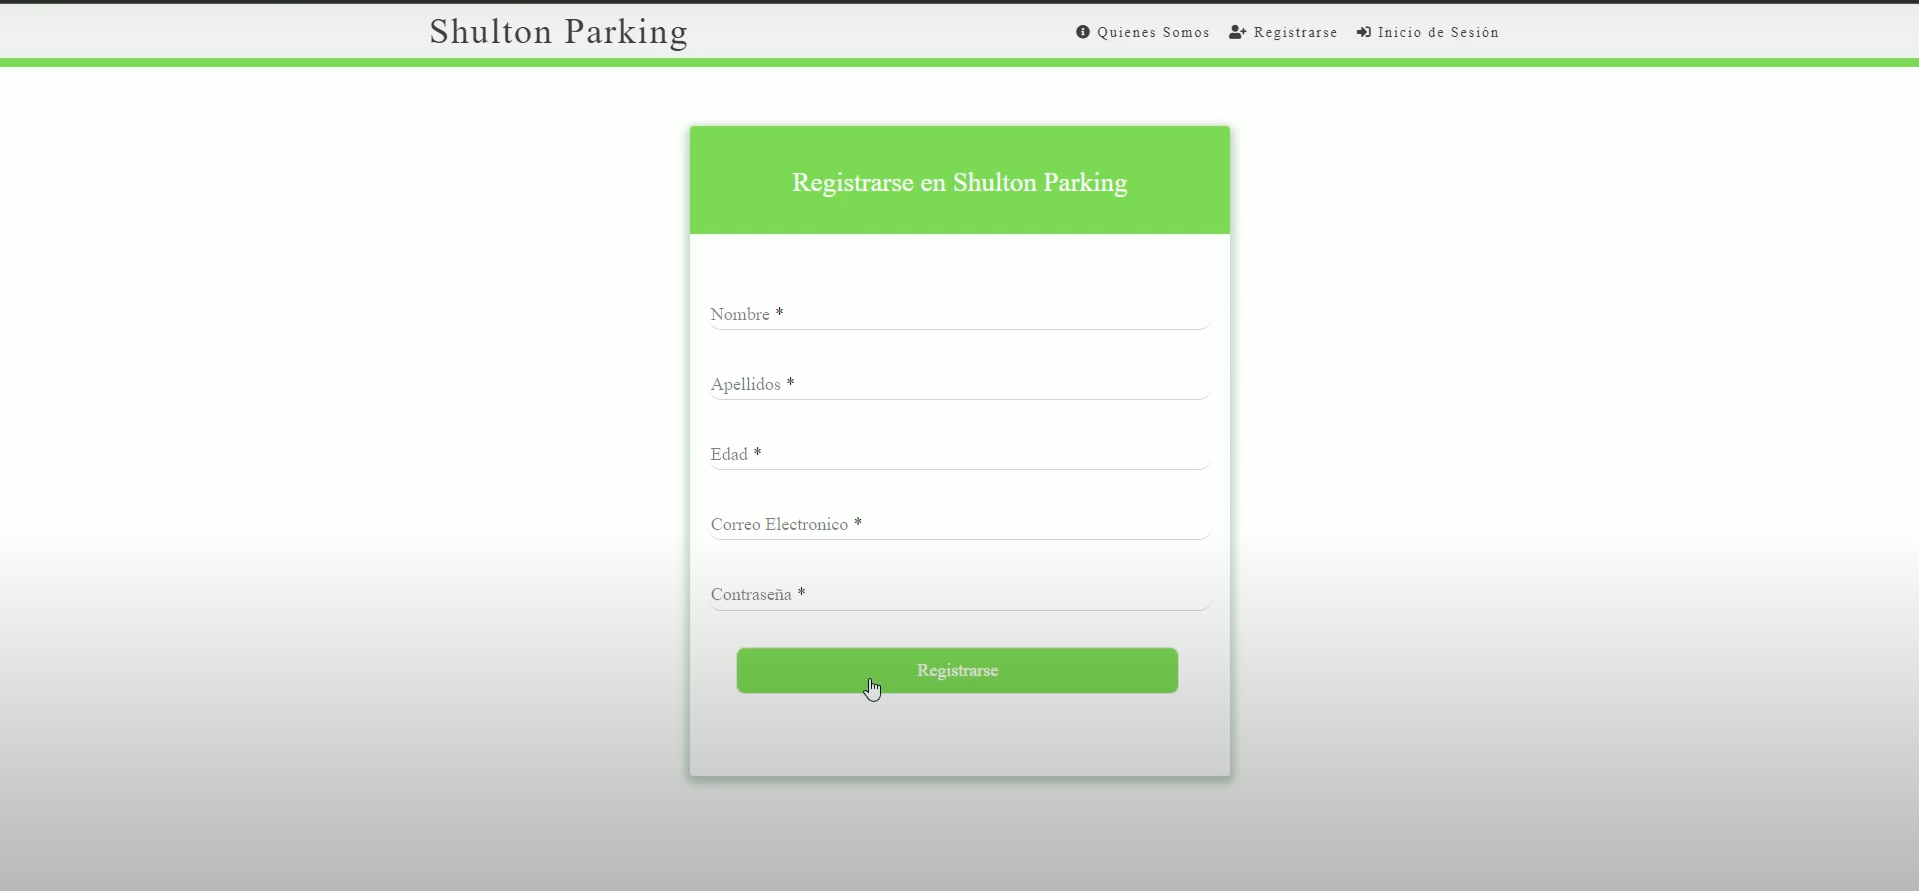 Shulton Parking
Quienes Somos
Registrarse
Inicio de Sesión
Registrarse en Shulton Parking
Nombre *
Apellidos *
Edad *
Correo Electronico *
Contraseña *
Registrarse